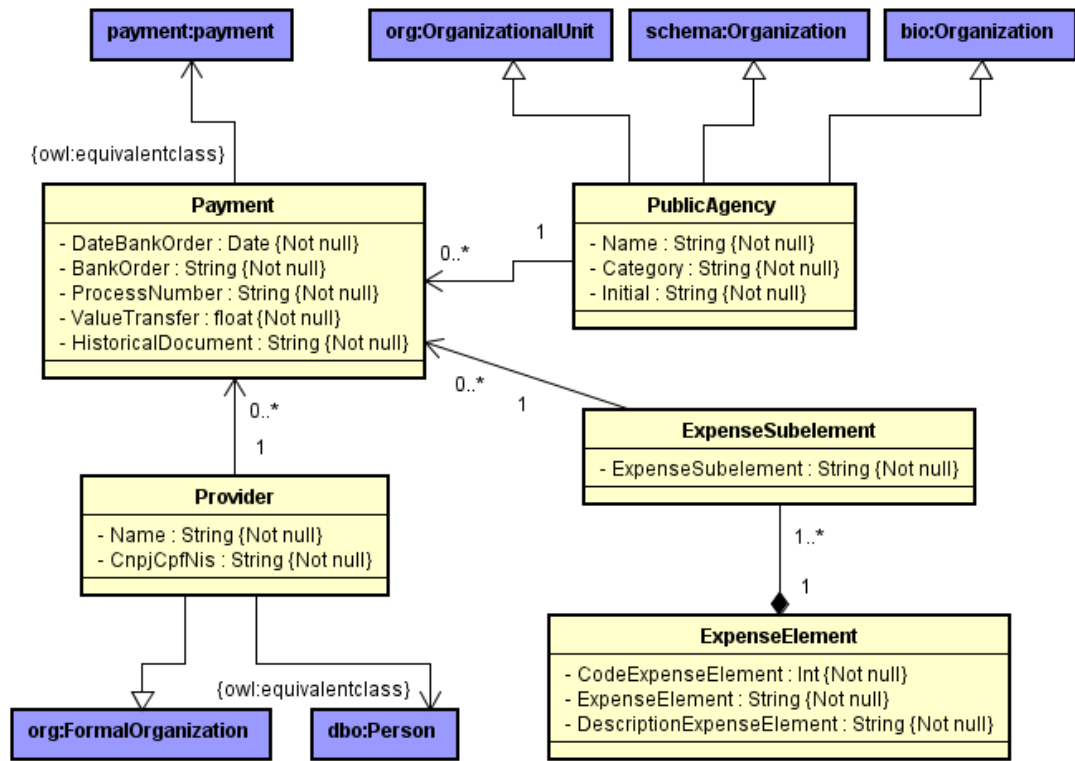 payment:payment
org:OrganizationalUnit
schema:Organization
bio:Organization
{owl:equivalentclass}
Payment
- DateBankOrder : Date {Not null}
- BankOrder : String {Not null}
- ProcessNumber : String {Not null}
- ValueTransfer : float {Not null}
- HistoricalDocument : String {Not null}
PublicAgency
- Name : String {Not null}
- Category : String {Not null}
- Initial : String {Not null}
1
0..*
0..*
1
0..*
1
ExpenseSubelement
- ExpenseSubelement : String {Not null}
Provider
- Name : String {Not null}
- CnpjCpfNis : String {Not null}
1..*
1
ExpenseElement
- CodeExpenseElement : Int {Not null}
- ExpenseElement : String {Not null}
- DescriptionExpenseElement : String {Not null}
{owl:equivalentclass}
org:FormalOrganization
dbo:Person